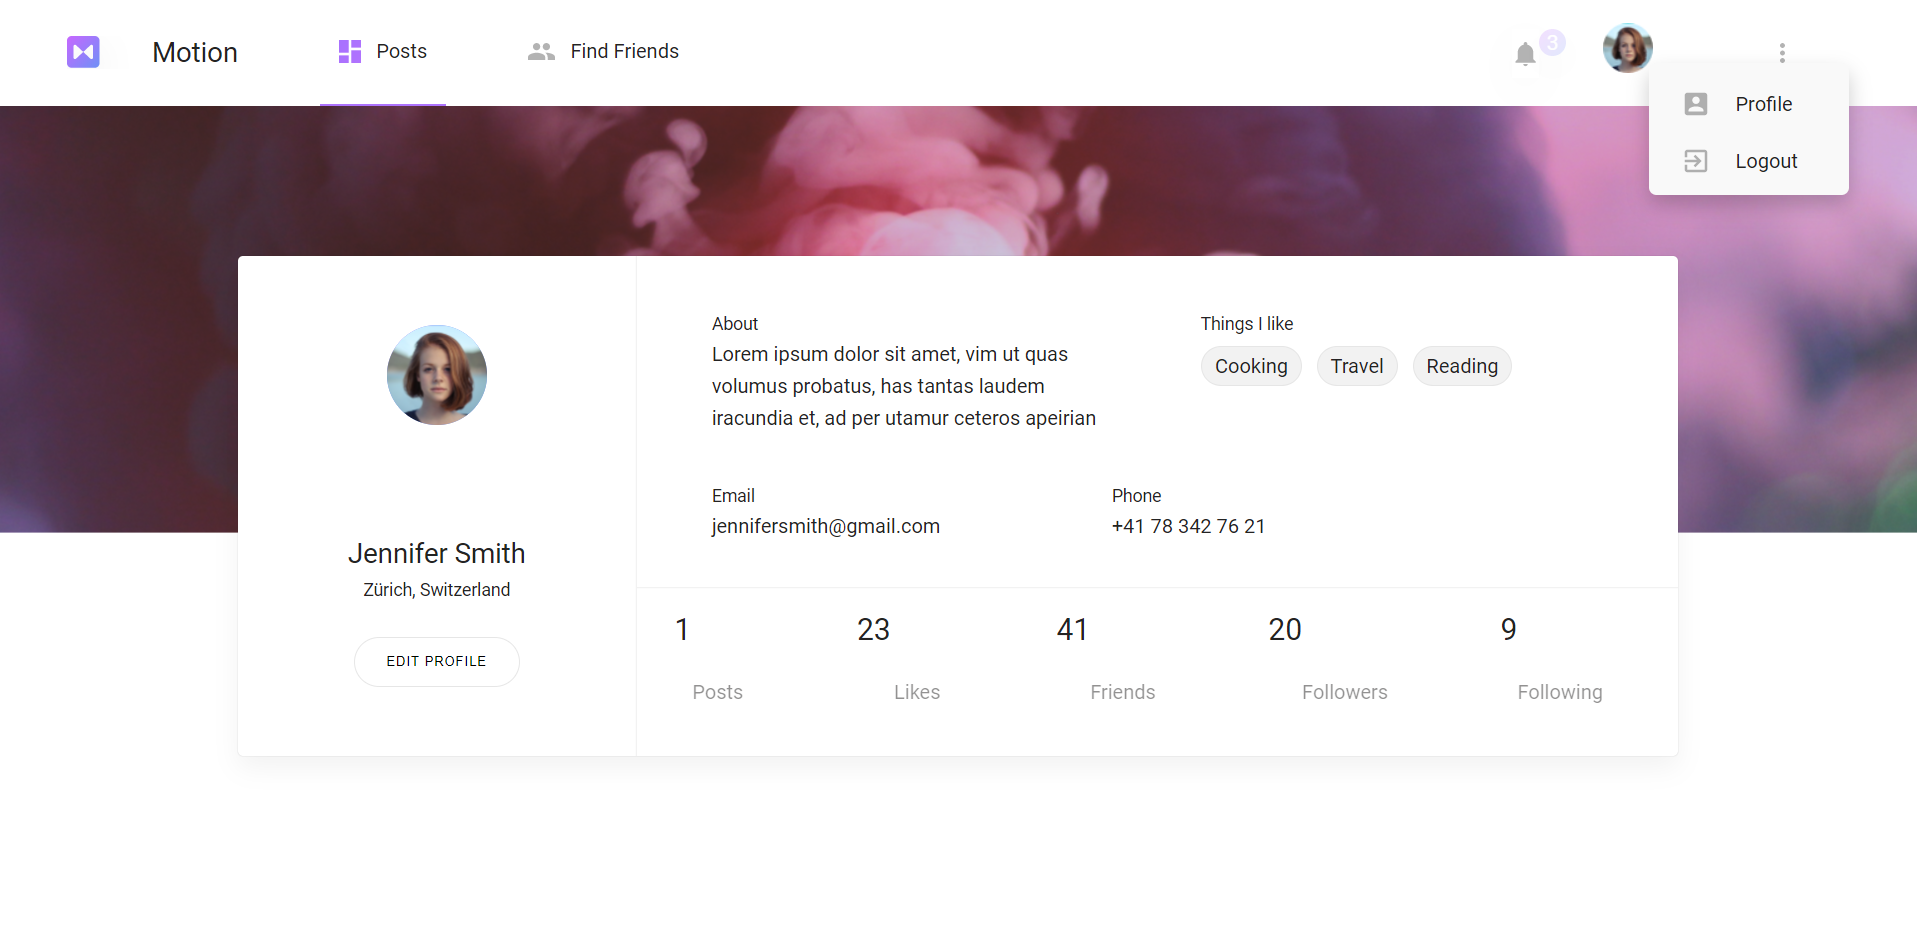 Motion
Posts
Find Friends
3
Profile
Logout
About
Lorem ipsum dolor sit amet, vim ut quas
volumus probatus, has tantas laudem
iracundia et, ad per utamur ceteros apeirian
Things I like
Cooking
Travel
Reading
Email
jennifersmith@gmail.com
Phone
+41 78 342 76 21
Jennifer Smith
Zürich, Switzerland
EDIT PROFILE
1
23
41
20
9
Posts
Likes
Friends
Followers
Following